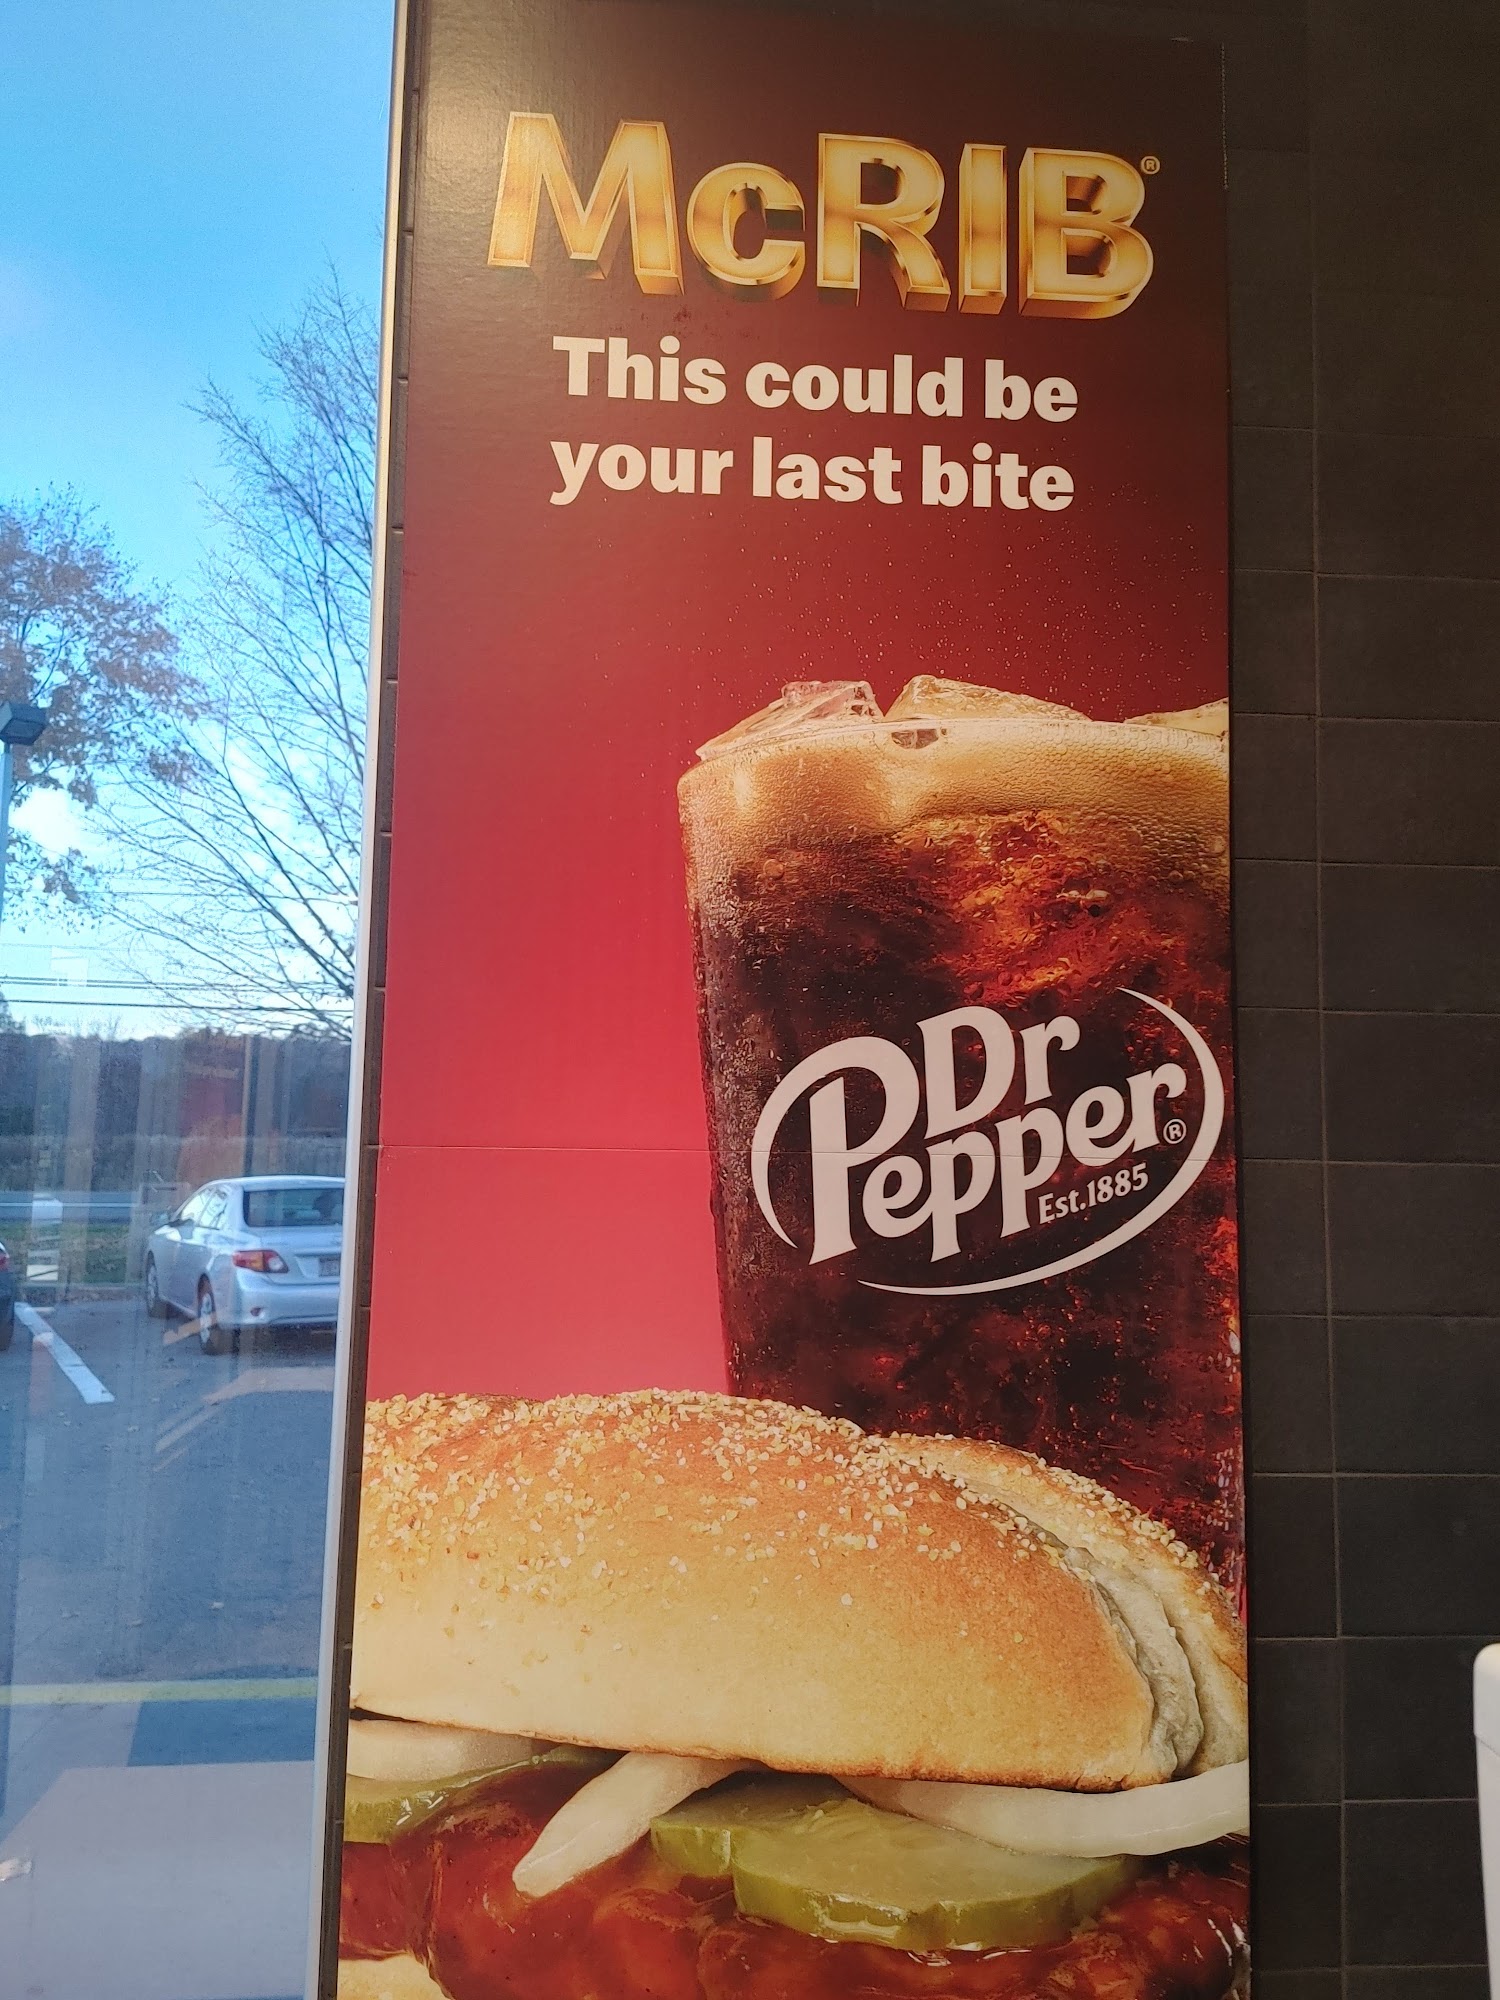 McRIB®
This could be
your last bite
Dr
Pepper®
Est.1885